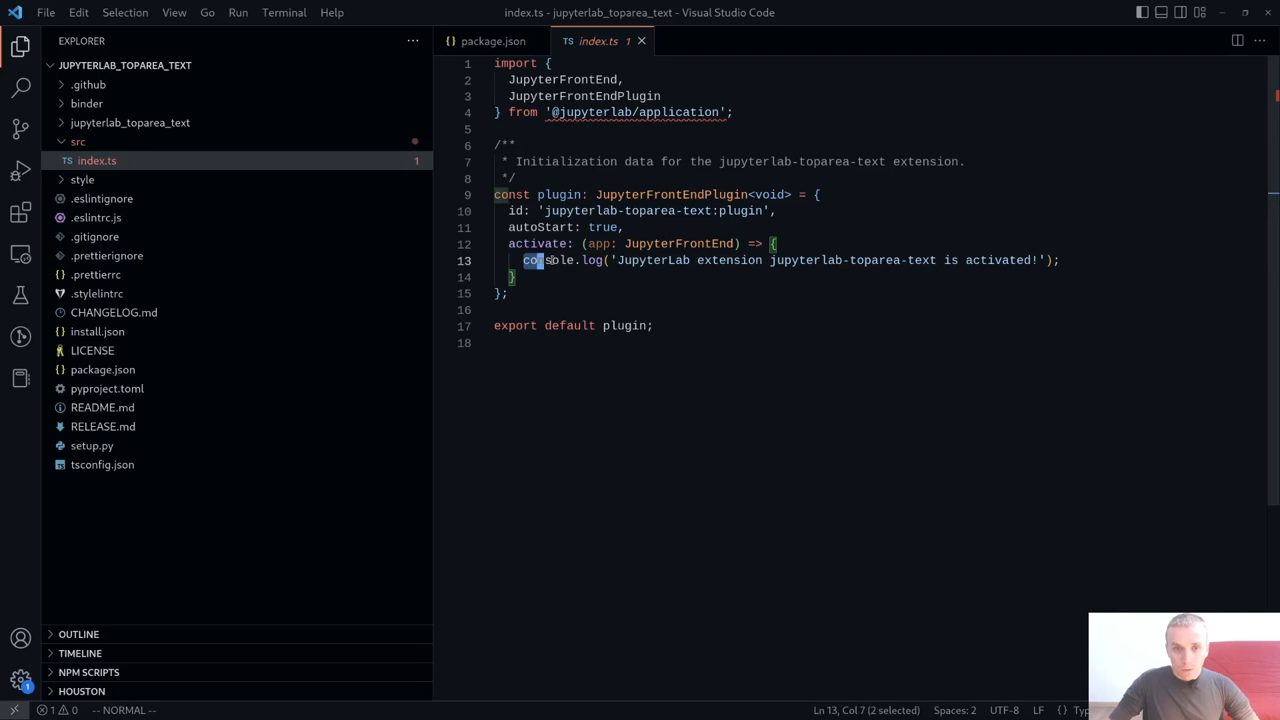 File Edit Selection View Go Run Terminal Help
index.ts - jupyterlab_toparea_text - Visual Studio Code
EXPLORER
JUPYTERLAB_TOPAREA_TEXT
.github
binder
jupyterlab_toparea_text
src
TS index.ts 1
style
.eslintignore
.eslintrc.js
.gitignore
.prettierignore
.prettierrc
.stylelintrc
CHANGELOG.md
install.json
LICENSE
package.json
pyproject.toml
README.md
RELEASE.md
setup.py
tsconfig.json
OUTLINE
TIMELINE
NPM SCRIPTS
HOUSTON
{} package.json
TS index.ts 1
1 import {
2 JupyterFrontEnd,
3 JupyterFrontEndPlugin
4 } from '@jupyterlab/application';
5
6 /**
7 * Initialization data for the jupyterlab-toparea-text extension.
8 */
9 const plugin: JupyterFrontEndPlugin<void> = {
10 id: 'jupyterlab-toparea-text:plugin',
11 autoStart: true,
12 activate: (app: JupyterFrontEnd) => {
13 console.log('JupyterLab extension jupyterlab-toparea-text is activated!');
14 }
15 };
16
17 export default plugin;
18
1
1 0 -- NORMAL --
Ln 13, Col 7 (2 selected) Spaces: 2 UTF-8 LF {} Typ